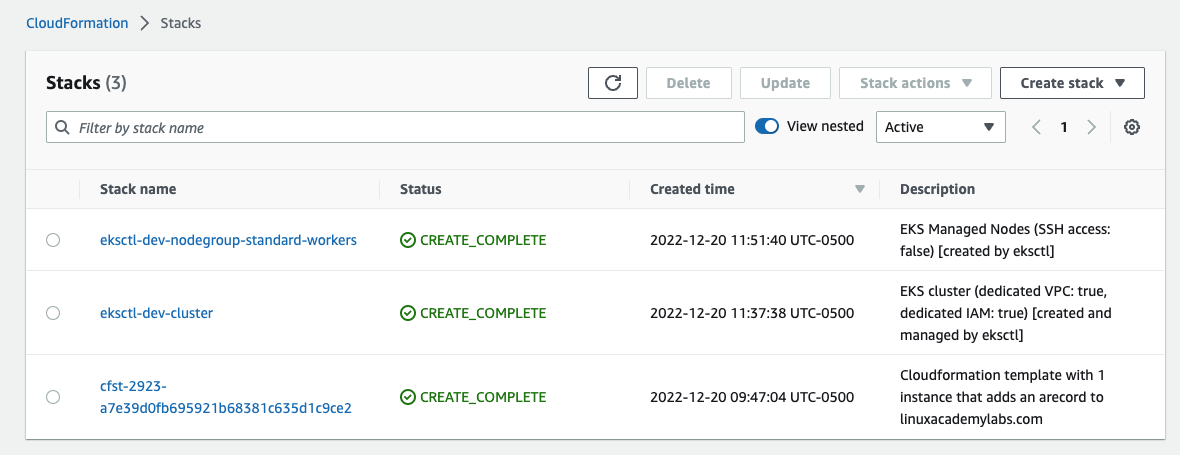 CloudFormation > Stacks
Stacks (3)
Delete
Update
Stack actions
Create stack
Filter by stack name
View nested
Active
1
Stack name Status Created time Description
eksctl-dev-nodegroup-standard-workers CREATE_COMPLETE 2022-12-20 11:51:40 UTC-0500 EKS Managed Nodes (SSH access:
false) [created by eksctl]
eksctl-dev-cluster CREATE_COMPLETE 2022-12-20 11:37:38 UTC-0500 EKS cluster (dedicated VPC: true,
dedicated IAM: true) [created and
managed by eksctl]
cfst-2923-
a7e39d0fb695921b68381c635d1c9ce2 CREATE_COMPLETE 2022-12-20 09:47:04 UTC-0500 Cloudformation template with 1
instance that adds an arecord to
linuxacademylabs.com